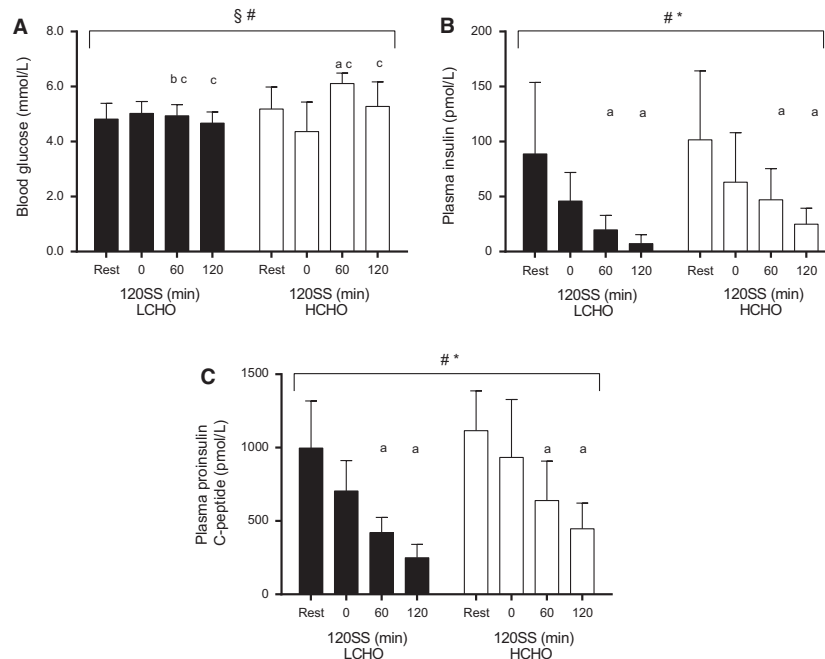 A
§ #
Blood glucose (mmol/L)
8.0
6.0
4.0
2.0
0.0
b c
c
a c
c
Rest 0 60 120 Rest 0 60 120
120SS (min) 120SS (min)
LCHO HCHO
B
# *
Plasma insulin (pmol/L)
200
150
100
50
0
a a a a
Rest 0 60 120 Rest 0 60 120
120SS (min) 120SS (min)
LCHO HCHO
C
# *
Plasma proinsulin
C-peptide (pmol/L)
1500
1000
500
0
a a a a
Rest 0 60 120 Rest 0 60 120
120SS (min) 120SS (min)
LCHO HCHO